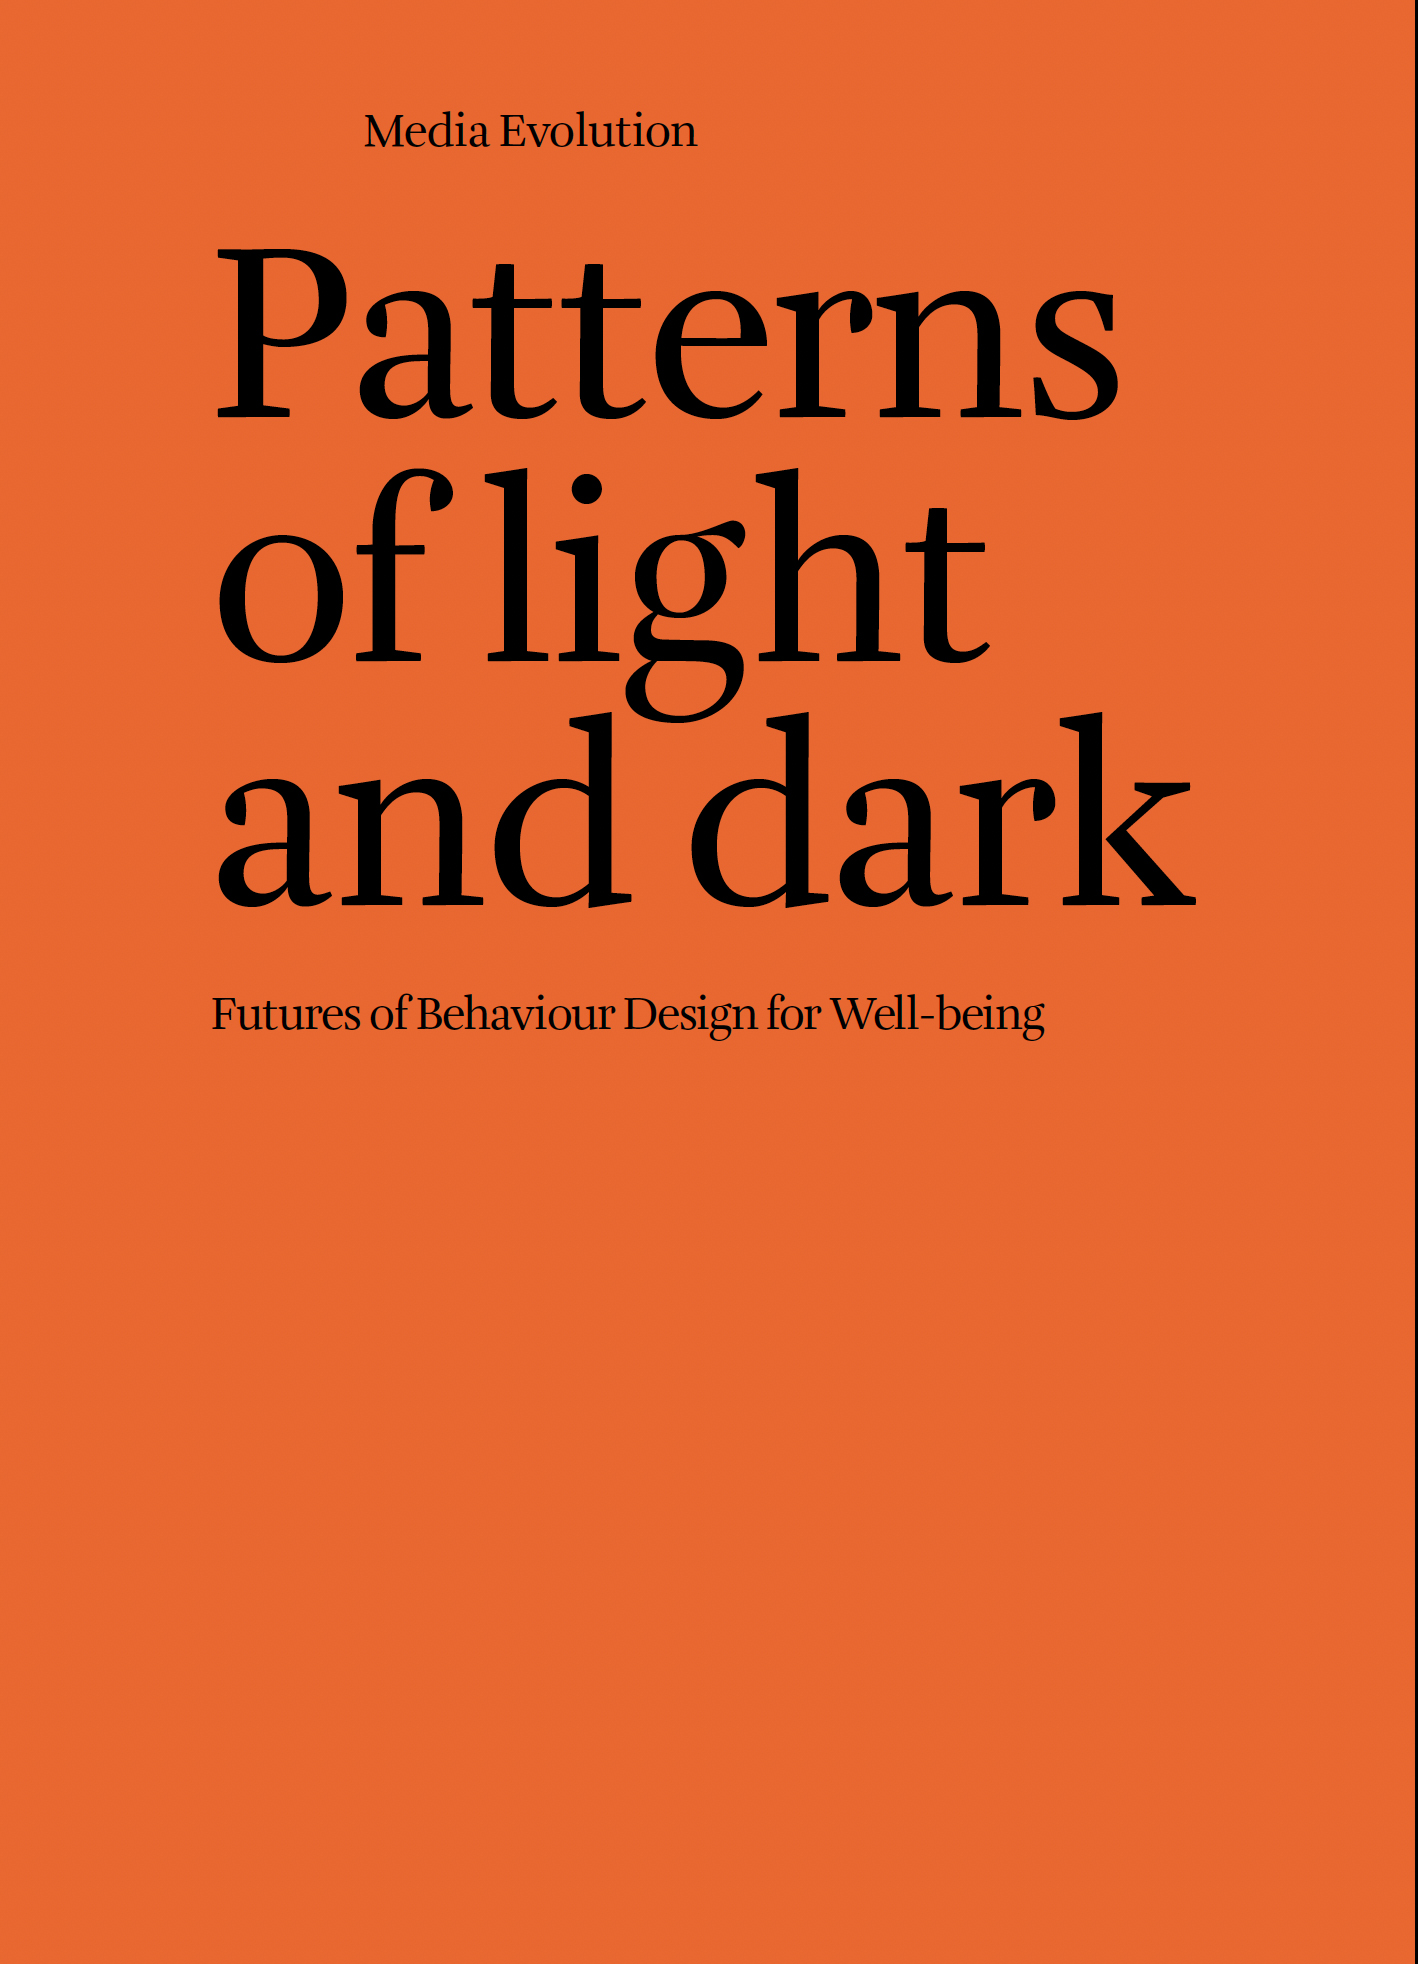 Media Evolution
Patterns
of light
and dark
Futures of Behaviour Design for Well-being